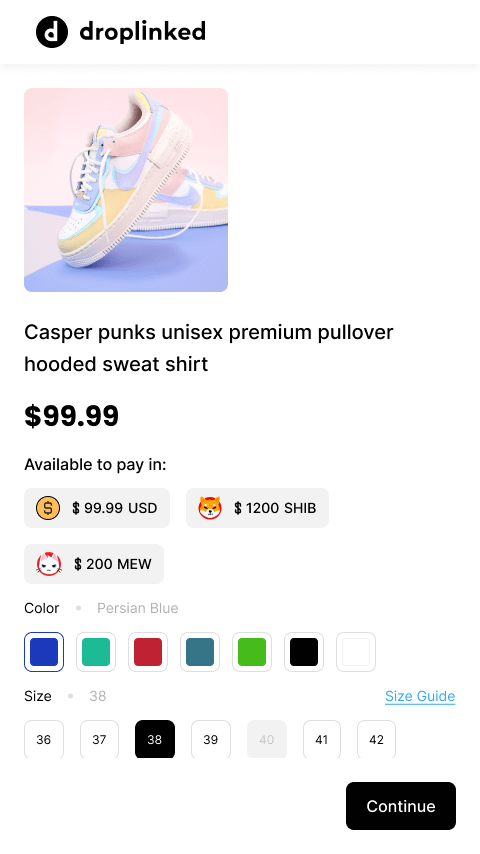 droplinked
Casper punks unisex premium pullover
hooded sweat shirt
$99.99
Available to pay in:
$ 99.99 USD
$ 1200 SHIB
$ 200 MEW
Color • Persian Blue
Size • 38
Size Guide
36 37 38 39 40 41 42
Continue